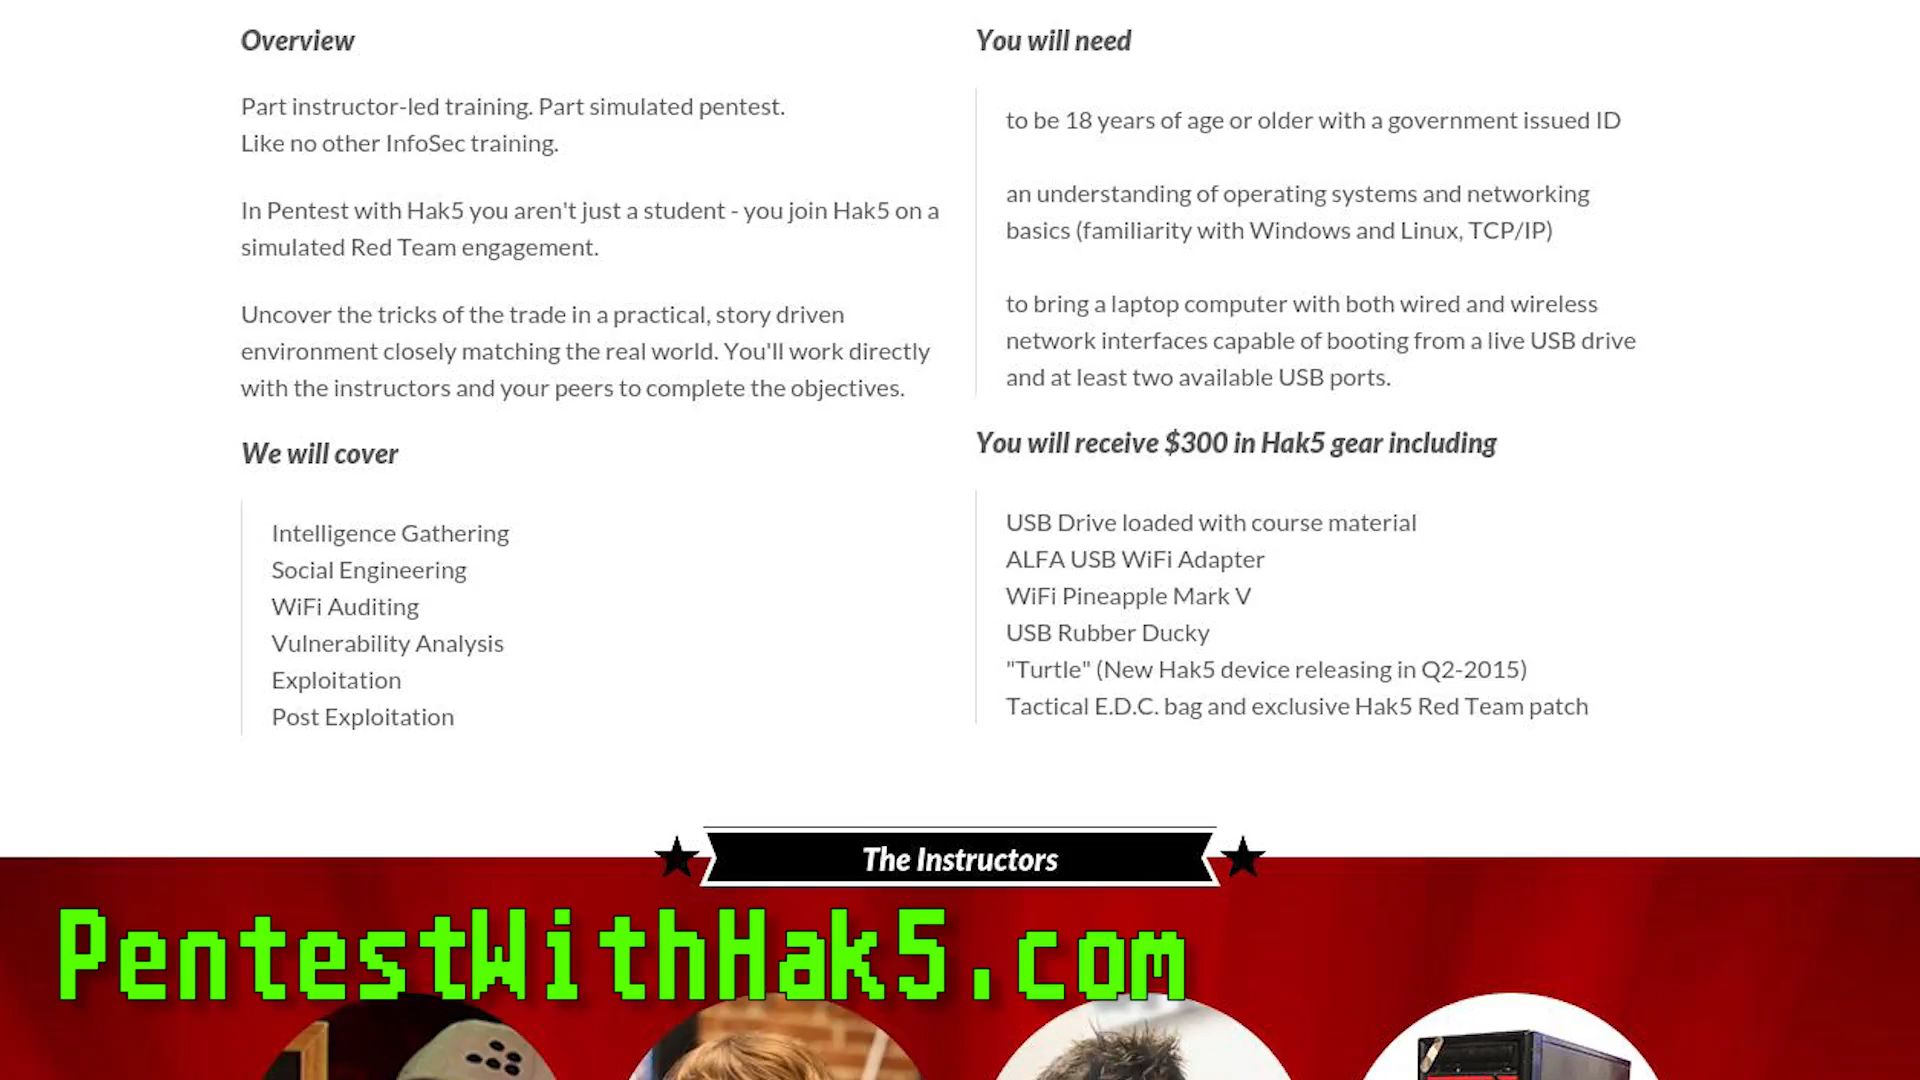 Overview
Part instructor-led training. Part simulated pentest.
Like no other InfoSec training.
In Pentest with Hak5 you aren't just a student - you join Hak5 on a
simulated Red Team engagement.
Uncover the tricks of the trade in a practical, story driven
environment closely matching the real world. You'll work directly
with the instructors and your peers to complete the objectives.
We will cover
Intelligence Gathering
Social Engineering
WiFi Auditing
Vulnerability Analysis
Exploitation
Post Exploitation
You will need
to be 18 years of age or older with a government issued ID
an understanding of operating systems and networking
basics (familiarity with Windows and Linux, TCP/IP)
to bring a laptop computer with both wired and wireless
network interfaces capable of booting from a live USB drive
and at least two available USB ports.
You will receive $300 in Hak5 gear including
USB Drive loaded with course material
ALFA USB WiFi Adapter
WiFi Pineapple Mark V
USB Rubber Ducky
"Turtle" (New Hak5 device releasing in Q2-2015)
Tactical E.D.C. bag and exclusive Hak5 Red Team patch
The Instructors
PentestWithHak5.com